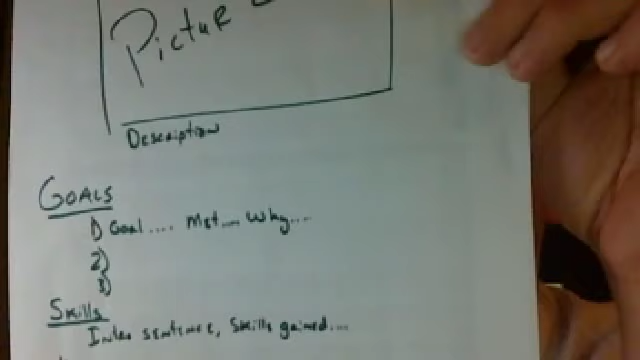 Picture
Description
GOALS
1) Goal.... Met.... Why....
2)
3)
Skills
Intro sentence, skills gained...